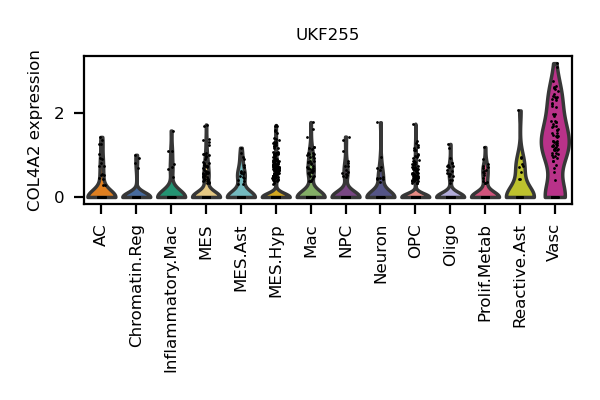 UKF255
COL4A2 expression
2
0
AC
Chromatin.Reg
Inflammatory.Mac
MES
MES.Ast
MES.Hyp
Mac
NPC
Neuron
OPC
Oligo
Prolif.Metab
Reactive.Ast
Vasc